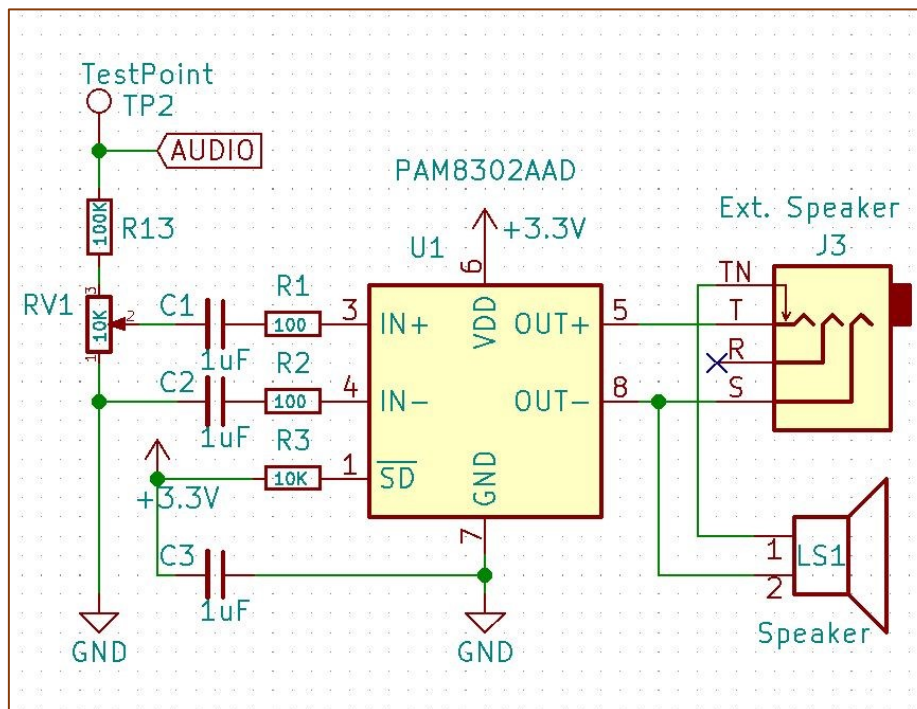 TestPoint
TP2
AUDIO
100K
R13
RV1
3
10K
2
1
C1
1uF
R1
100
C2
1uF
R2
100
R3
10K
+3.3V
C3
1uF
GND
PAM8302AAD
U1
+3.3V
6
VDD
3
IN+
4
IN-
1
SD
OUT+
5
OUT-
8
GND
7
GND
Ext. Speaker
J3
TN
T
R
S
1
2
LS1
Speaker